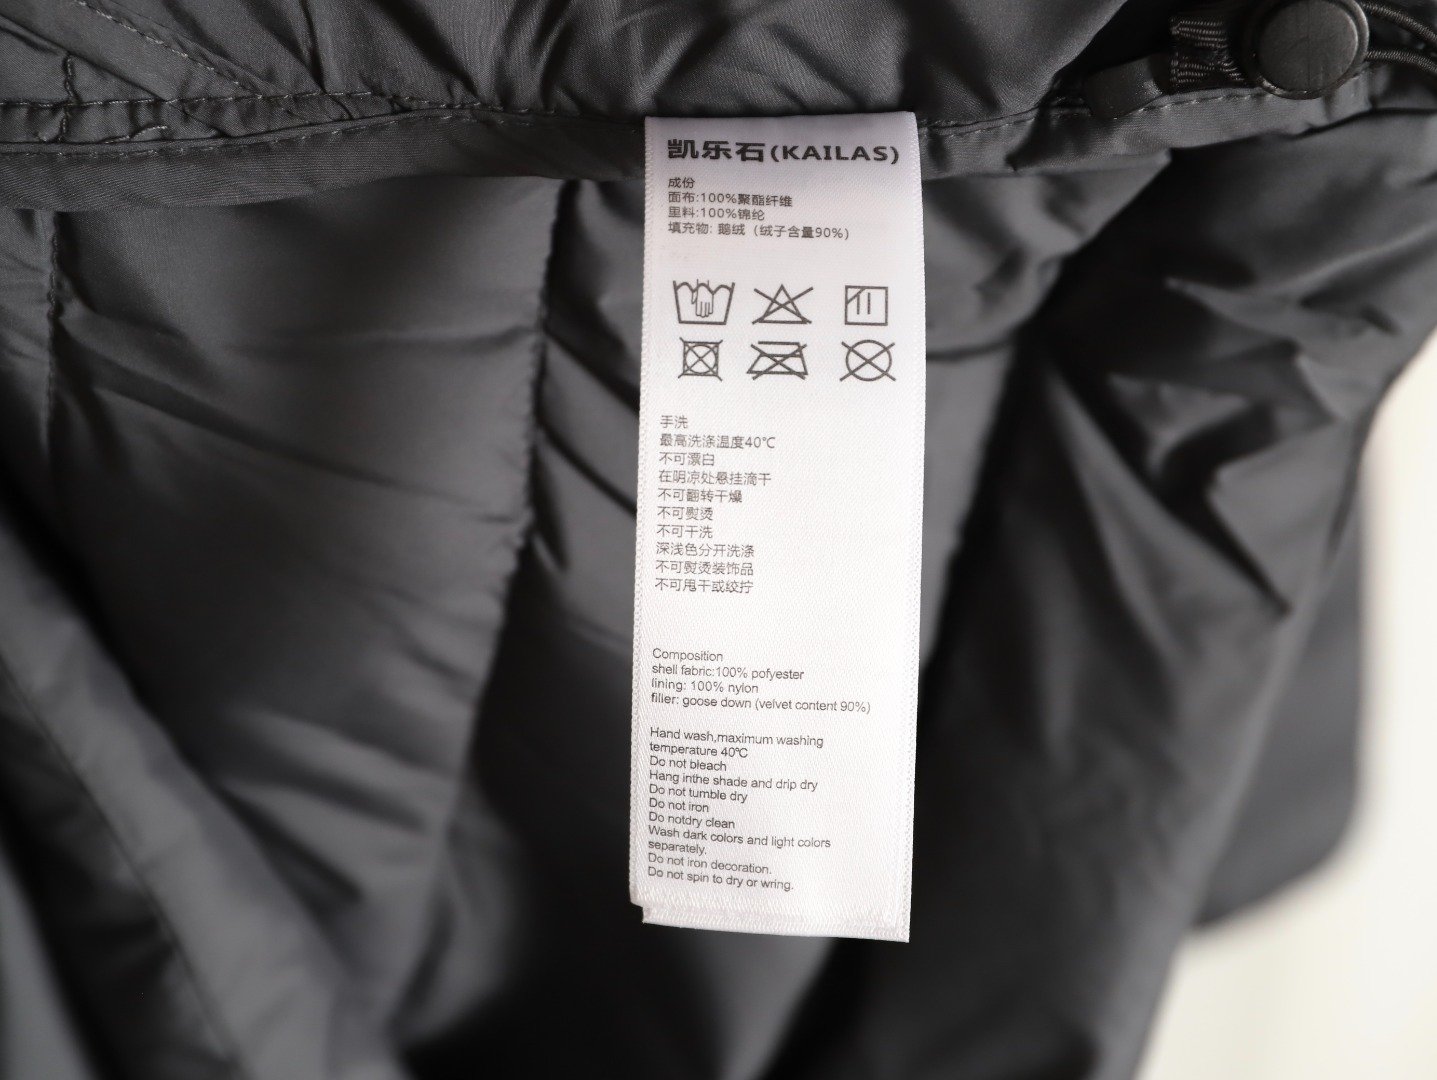 凯乐石(KAILAS)
成份
面布:100%聚酯纤维
里料:100%锦纶
填充物: 鹅绒（绒子含量90%）
手洗
最高洗涤温度40℃
不可漂白
在阴凉处悬挂滴干
不可翻转干燥
不可熨烫
不可干洗
深浅色分开洗涤
不可熨烫装饰品
不可甩干或绞拧
Composition
shell fabric:100% pofyester
lining: 100% nylon
filler: goose down (velvet content 90%)
Hand wash,maximum washing
temperature 40℃
Do not bleach
Hang inthe shade and drip dry
Do not tumble dry
Do not iron
Do notdry clean
Wash dark colors and light colors
separately.
Do not iron decoration.
Do not spin to dry or wring.